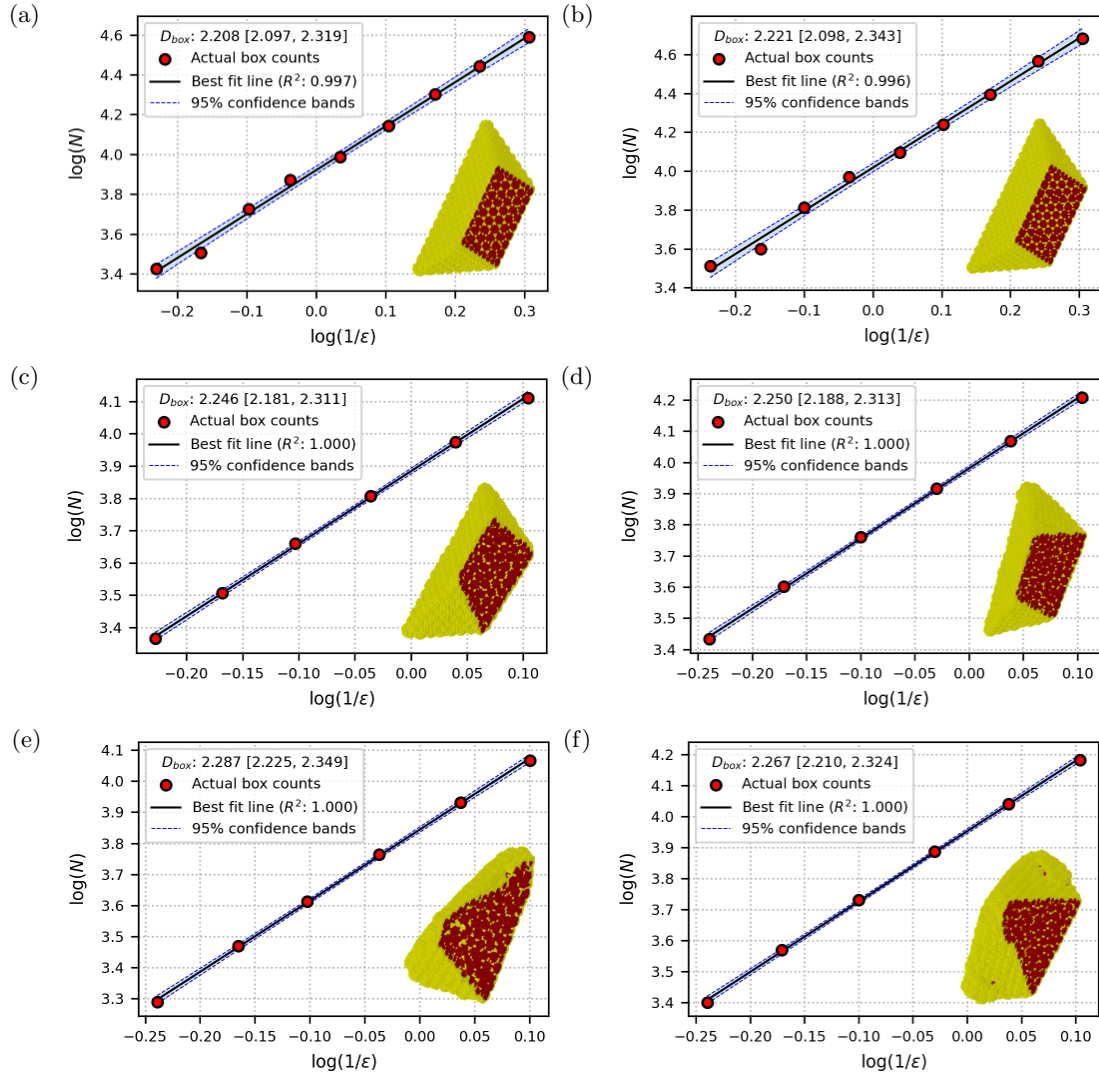 (a)
D_box: 2.208 [2.097, 2.319]
Actual box counts
Best fit line (R²: 0.997)
95% confidence bands
log(N)
4.6
4.4
4.2
4.0
3.8
3.6
3.4
−0.2 −0.1 0.0 0.1 0.2 0.3
log(1/ε)
(b)
D_box: 2.221 [2.098, 2.343]
Actual box counts
Best fit line (R²: 0.996)
95% confidence bands
log(N)
4.6
4.4
4.2
4.0
3.8
3.6
3.4
−0.2 −0.1 0.0 0.1 0.2 0.3
log(1/ε)
(c)
D_box: 2.246 [2.181, 2.311]
Actual box counts
Best fit line (R²: 1.000)
95% confidence bands
log(N)
4.1
4.0
3.9
3.8
3.7
3.6
3.5
3.4
−0.20 −0.15 −0.10 −0.05 0.00 0.05 0.10
log(1/ε)
(d)
D_box: 2.250 [2.188, 2.313]
Actual box counts
Best fit line (R²: 1.000)
95% confidence bands
log(N)
4.2
4.1
4.0
3.9
3.8
3.7
3.6
3.5
3.4
−0.25 −0.20 −0.15 −0.10 −0.05 0.00 0.05 0.10
log(1/ε)
(e)
D_box: 2.287 [2.225, 2.349]
Actual box counts
Best fit line (R²: 1.000)
95% confidence bands
log(N)
4.1
4.0
3.9
3.8
3.7
3.6
3.5
3.4
3.3
−0.25 −0.20 −0.15 −0.10 −0.05 0.00 0.05 0.10
log(1/ε)
(f)
D_box: 2.267 [2.210, 2.324]
Actual box counts
Best fit line (R²: 1.000)
95% confidence bands
log(N)
4.2
4.1
4.0
3.9
3.8
3.7
3.6
3.5
3.4
−0.25 −0.20 −0.15 −0.10 −0.05 0.00 0.05 0.10
log(1/ε)